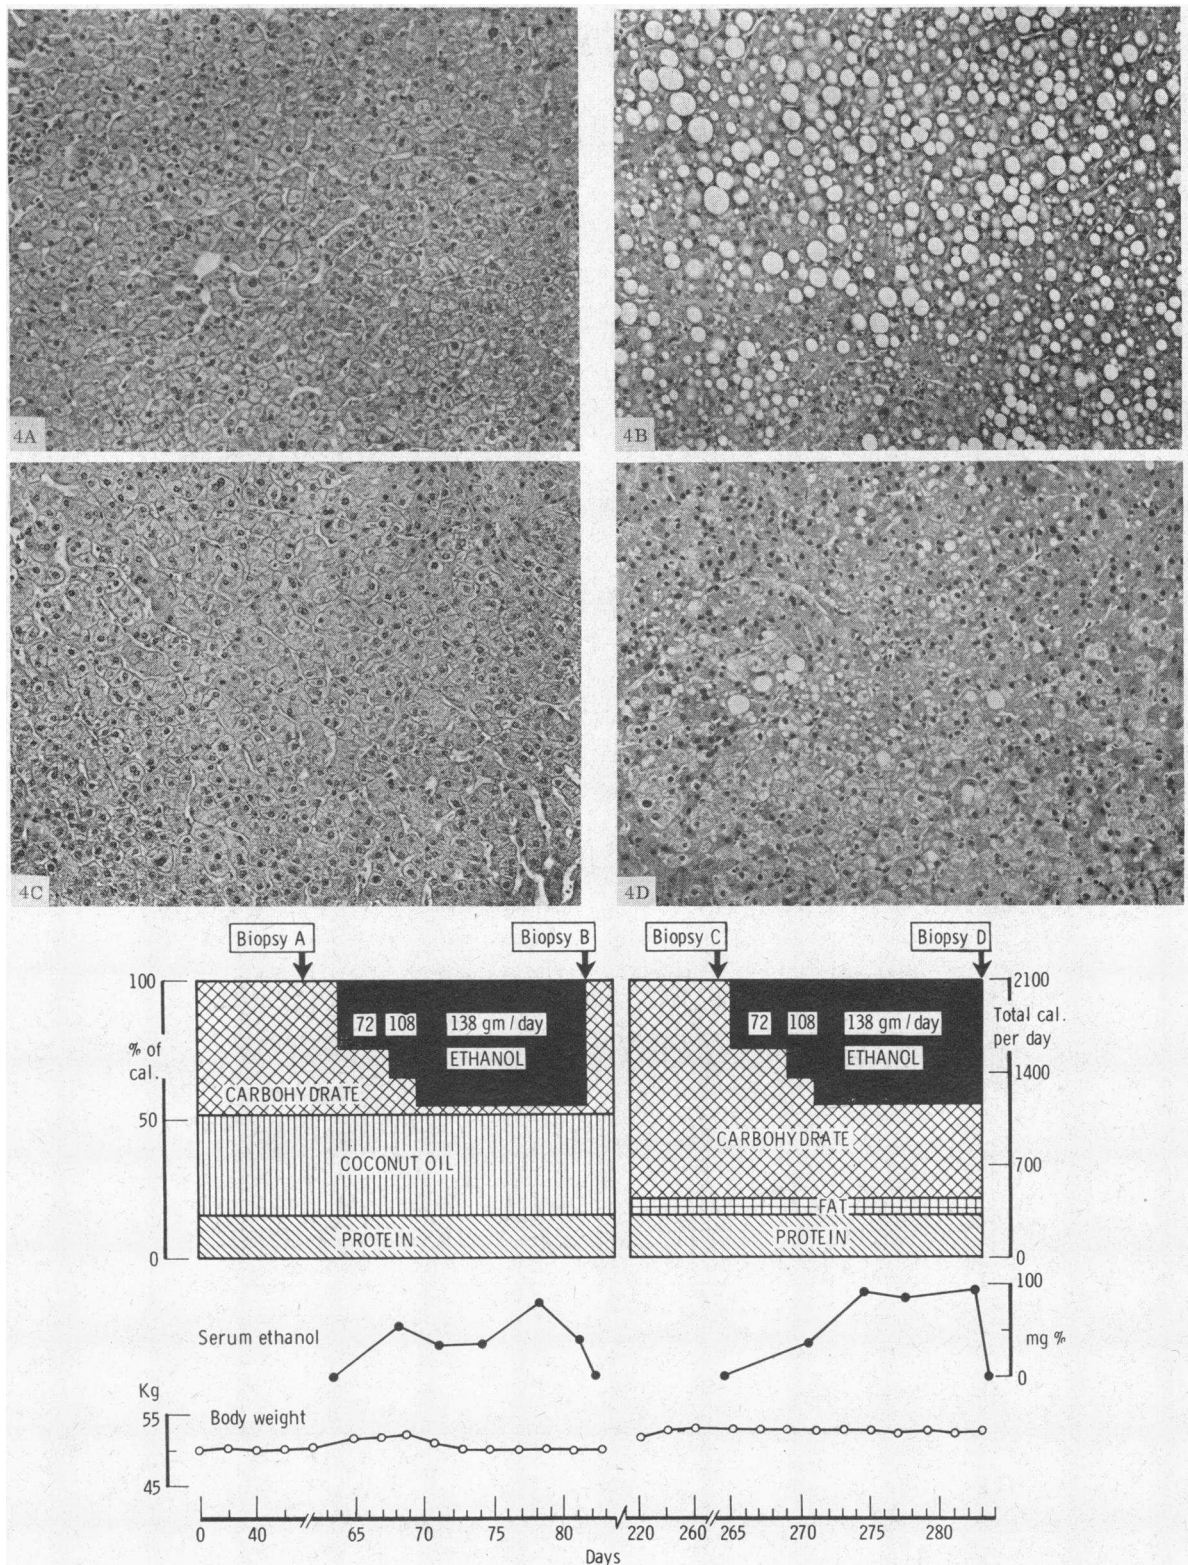 4A
4B
4C
4D
Biopsy A
Biopsy B
Biopsy C
Biopsy D
100
% of
cal.
50
0
72
108
138 gm/day
ETHANOL
CARBOHYDRATE
COCONUT OIL
PROTEIN
72
108
138 gm/day
ETHANOL
CARBOHYDRATE
FAT
PROTEIN
2100
Total cal.
per day
1400
700
0
Serum ethanol
100
mg %
0
Kg
55
45
Body weight
0 40 65 70 75 80 220 260 265 270 275 280
Days